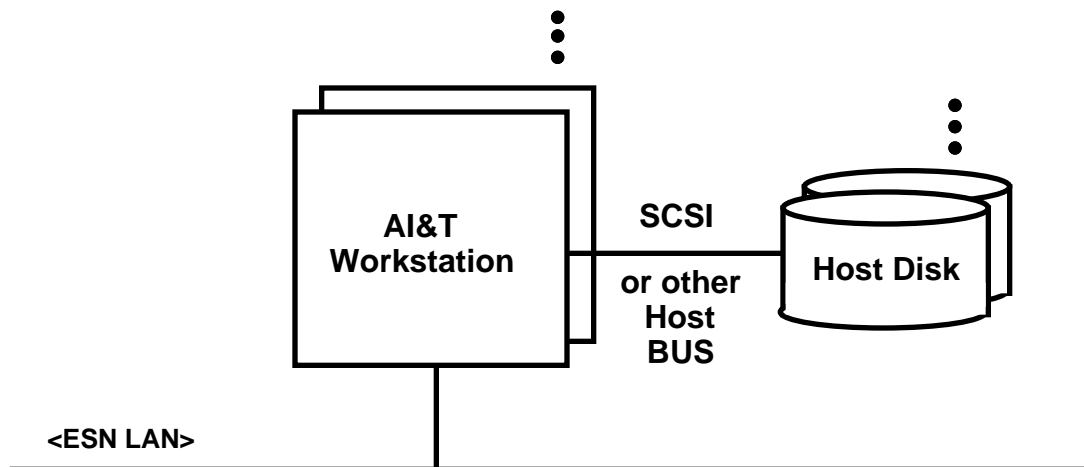 AI&T
Workstation
SCSI
or other
Host
BUS
Host Disk
<ESN LAN>